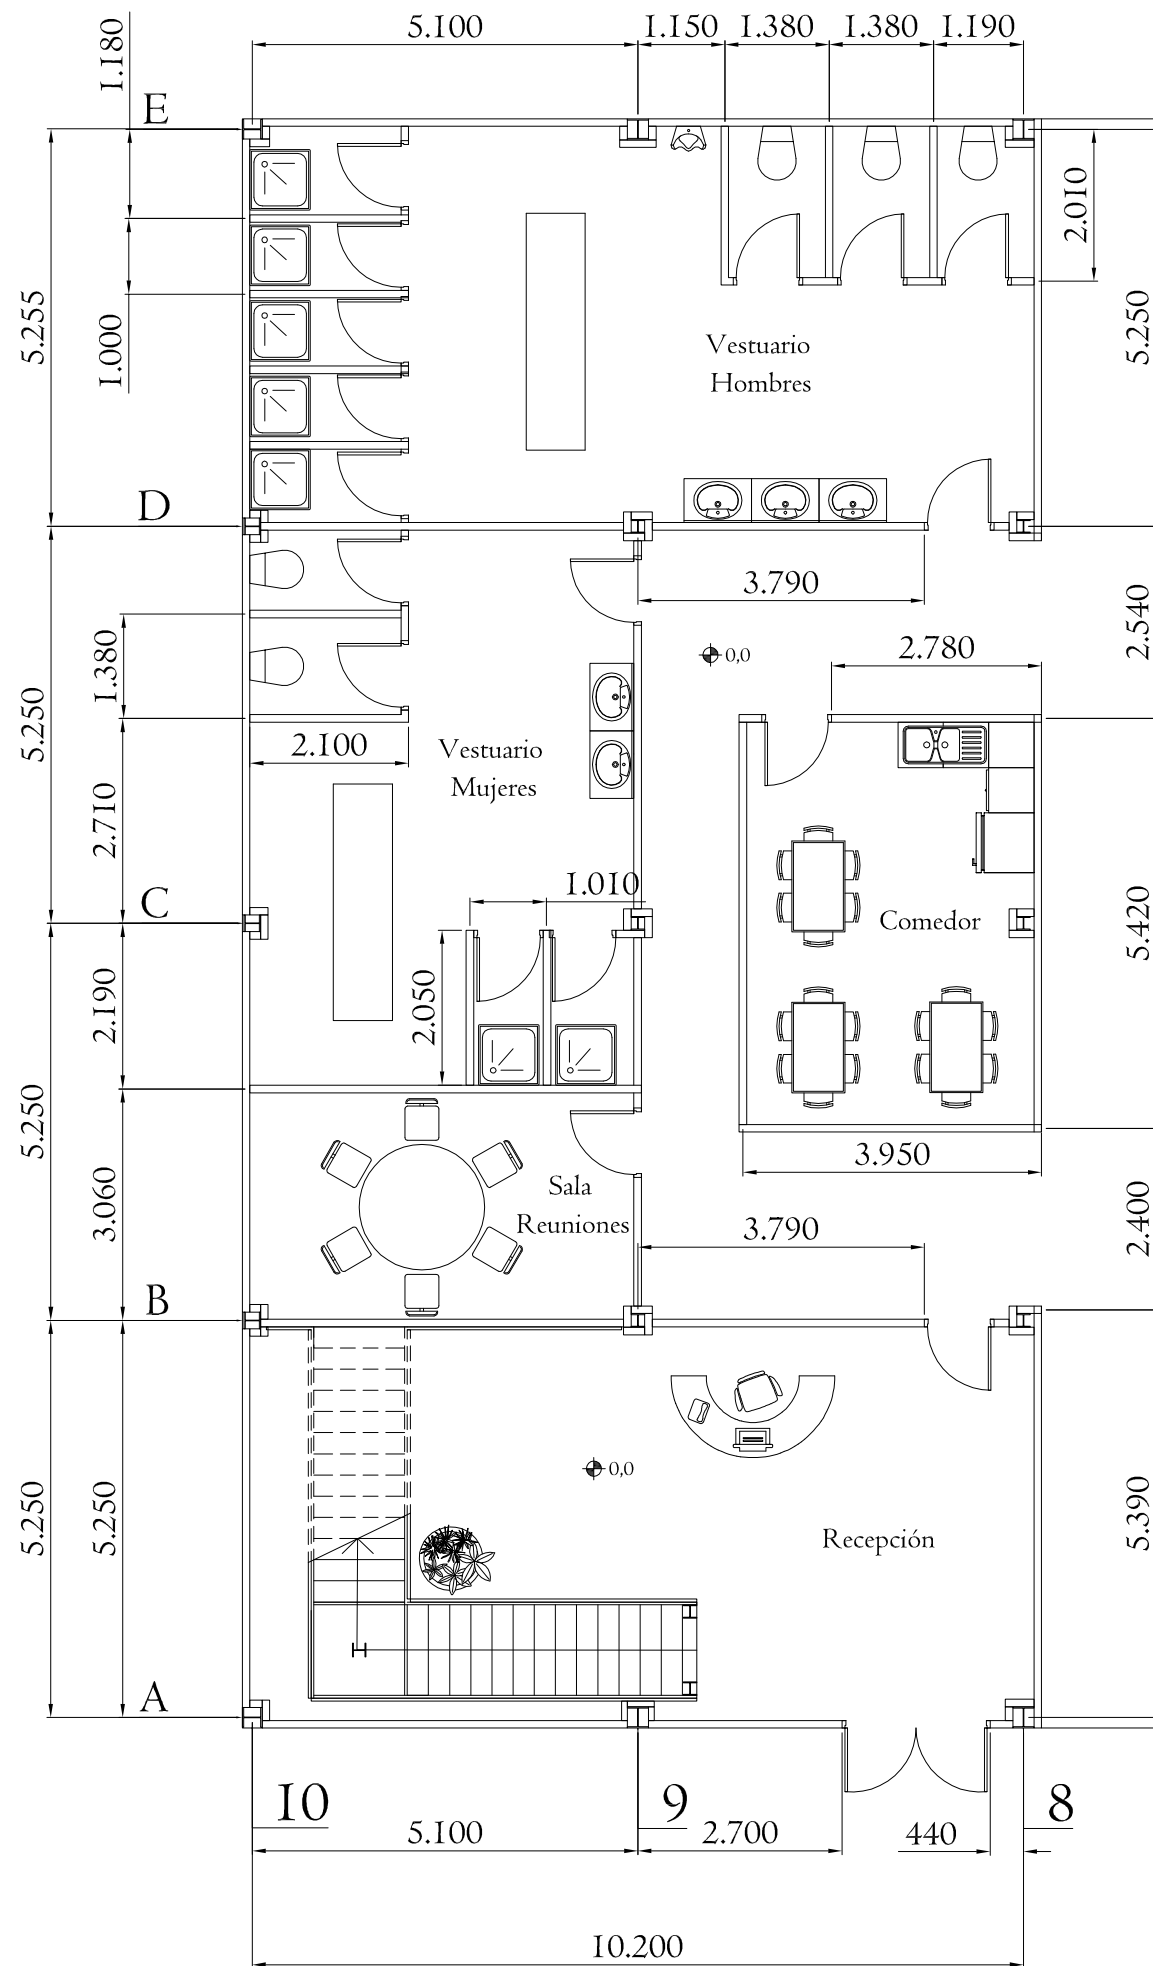 5.100
1.150
1.380
1.380
1.190
1.180
E
2.010
5.255
1.000
5.250
Vestuario
Hombres
D
3.790
2.540
0,0
2.780
1.380
5.250
2.100
Vestuario
Mujeres
2.710
1.010
C
Comedor
5.420
2.190
2.050
5.250
3.950
3.060
Sala
Reuniones
3.790
2.400
B
0,0
5.250
5.250
Recepción
5.390
A
10
9
8
5.100
2.700
440
10.200
H